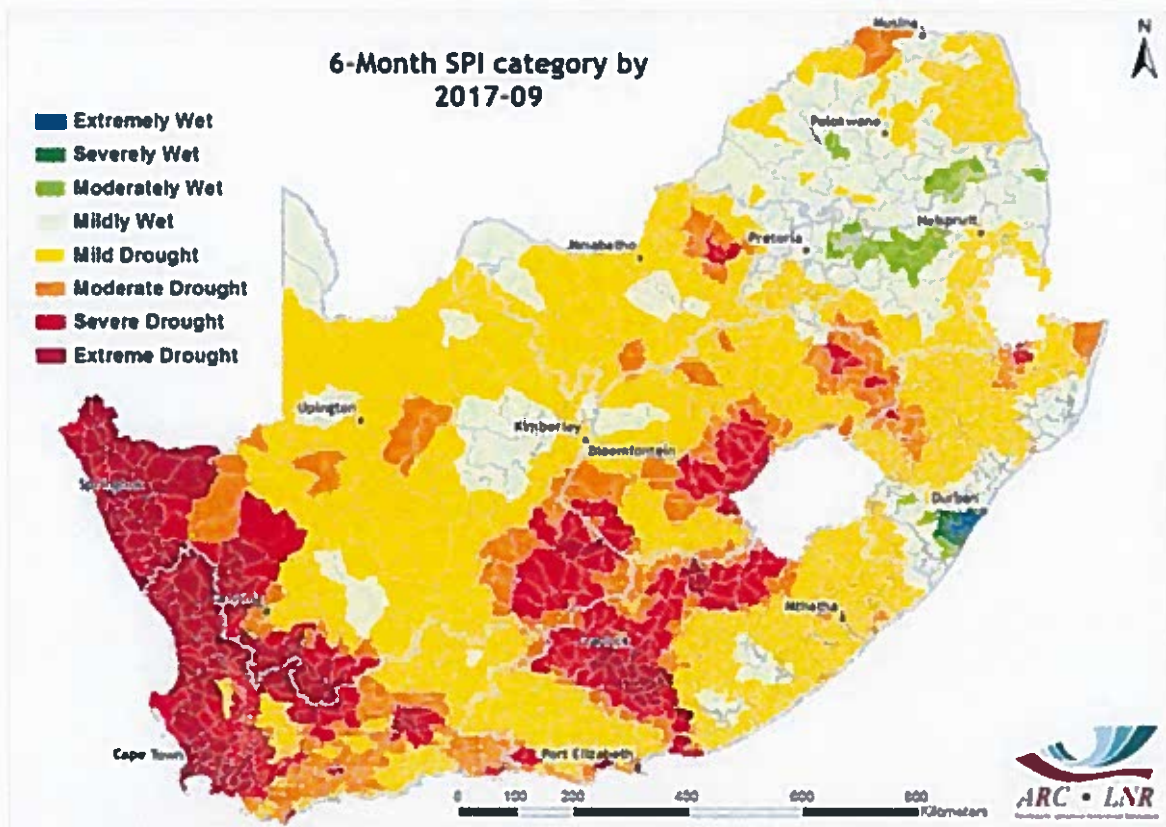 Musina
N
6-Month SPI category by
2017-09
Extremely Wet
Severely Wet
Moderately Wet
Mildly Wet
Mild Drought
Moderate Drought
Severe Drought
Extreme Drought
Polokwane
Nelspruit
Pretoria
Mmabatho
Upington
Kimberley
Bloemfontein
Springbok
Durban
Mthatha
Cape Town
Port Elizabeth
0 100 200 400 600 800
Kilometers
ARC • LNR